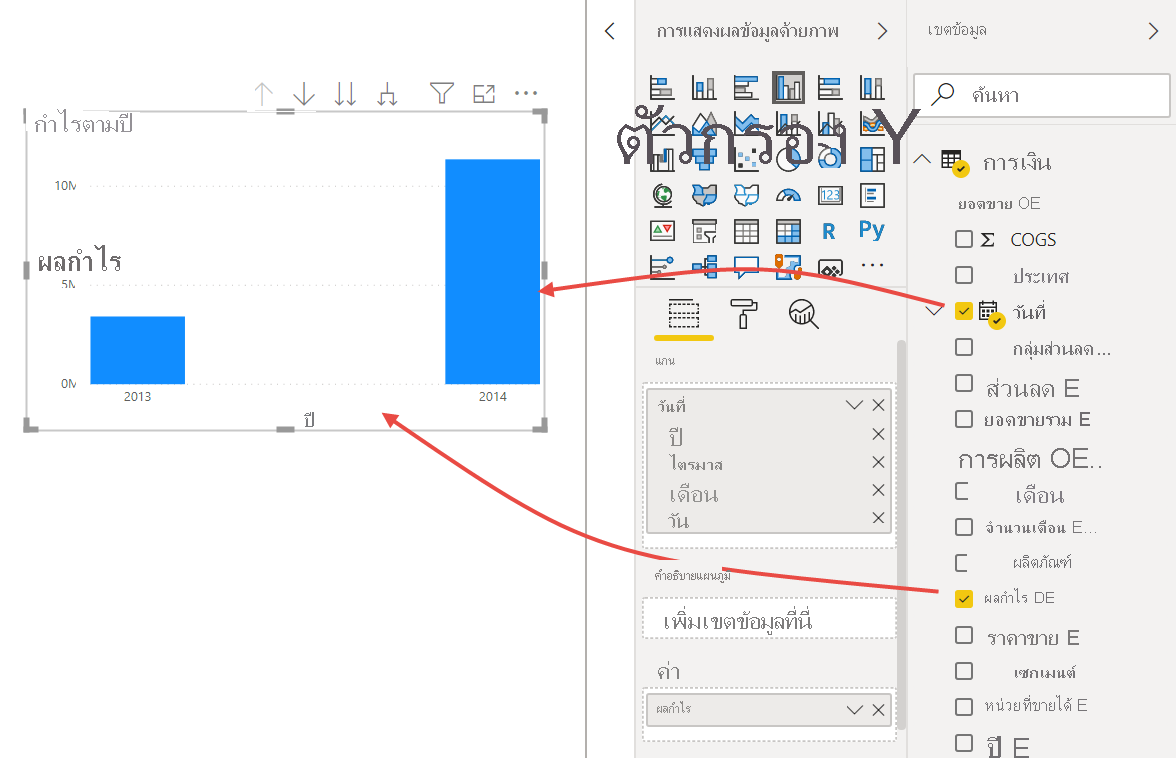 กำไรตามปี
10M
ผลกำไร
5M
0M
2013
2014
ปี
การแสดงผลข้อมูลด้วยภาพ
ตัวกรอง Y
123
R
Py
แกน
วันที่
ปี
ไตรมาส
เดือน
วัน
คำอธิบายแผนภูมิ
เพิ่มเขตข้อมูลที่นี่
ค่า
ผลกำไร
เขตข้อมูล
ค้นหา
การเงิน
ยอดขาย OE
Σ COGS
ประเทศ
วันที่
กลุ่มส่วนลด...
ส่วนลด E
ยอดขายรวม E
การผลิต OE..
เดือน
จำนวนเดือน E...
ผลิตภัณฑ์
ผลกำไร DE
ราคาขาย E
เซกเมนต์
หน่วยที่ขายได้ E
ปี E